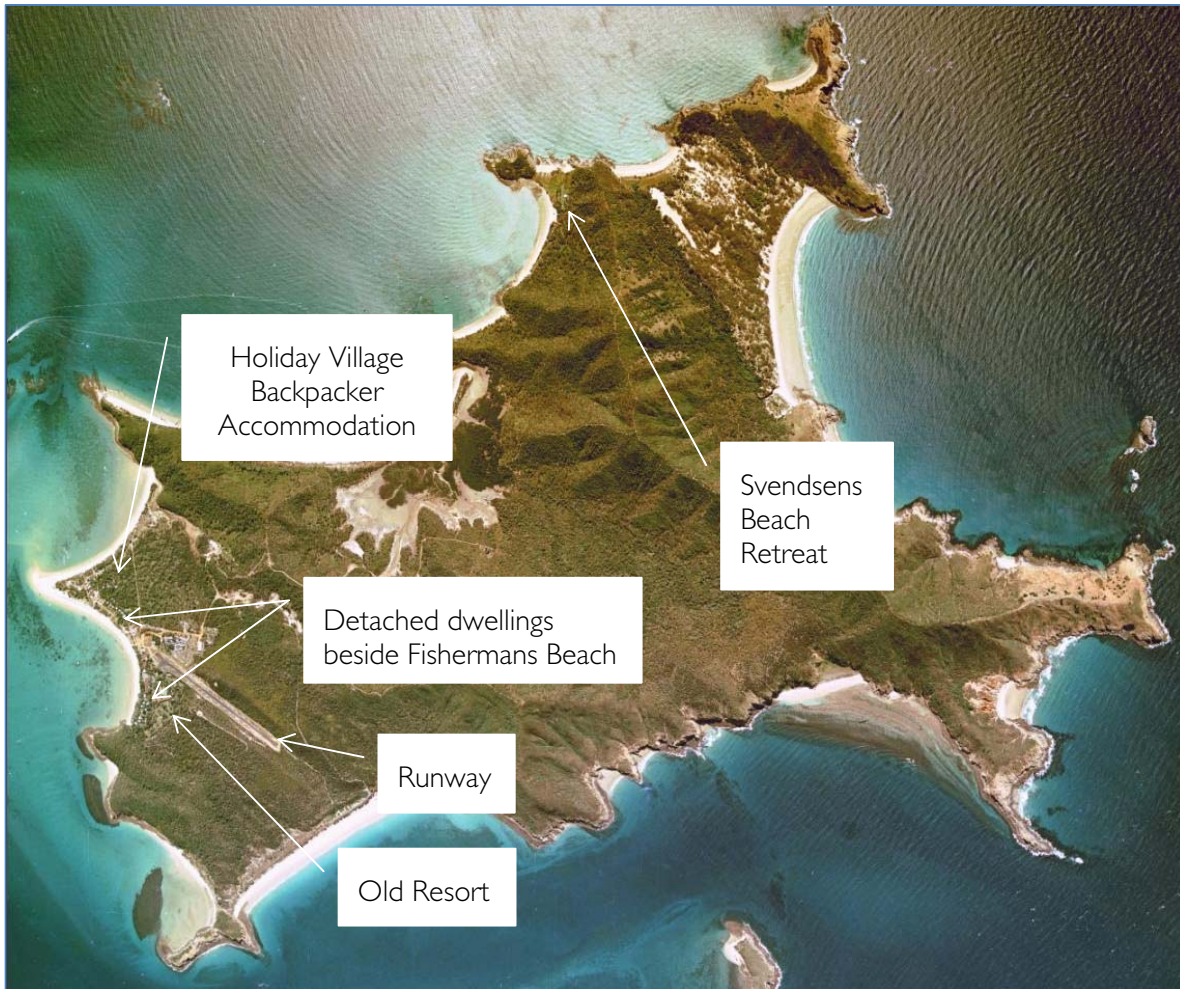 Holiday Village
Backpacker
Accommodation
Svendsens
Beach
Retreat
Detached dwellings
beside Fishermans Beach
Runway
Old Resort